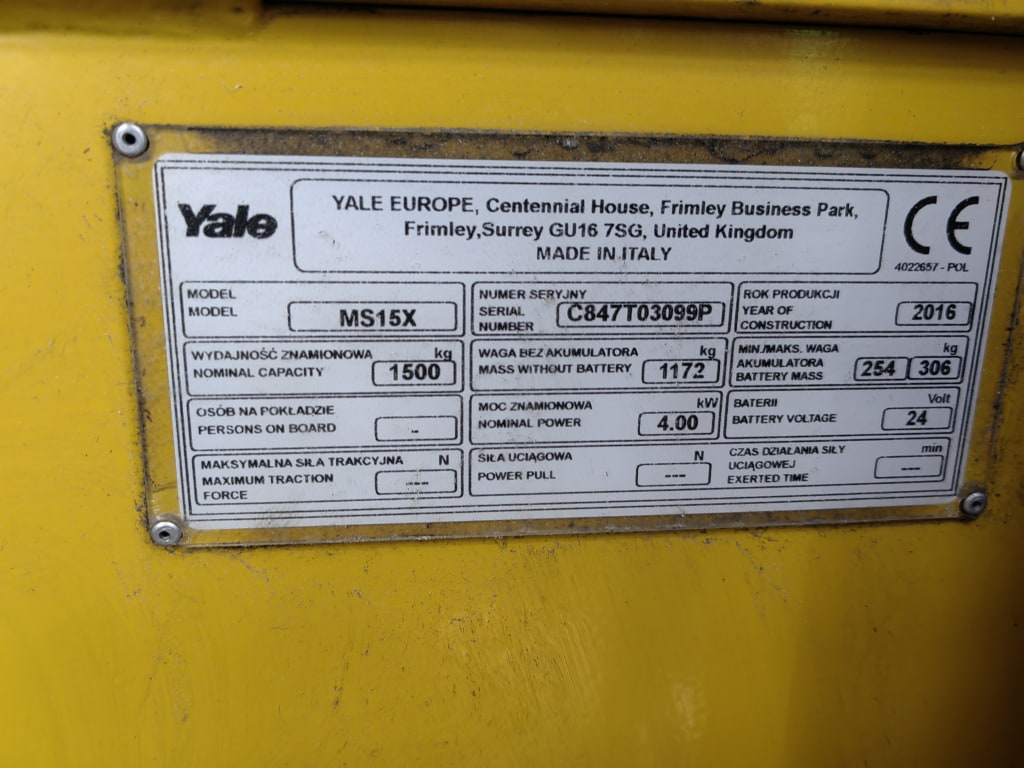 Yale
YALE EUROPE, Centennial House, Frimley Business Park,
Frimley,Surrey GU16 7SG, United Kingdom
MADE IN ITALY
CE
4022657 - POL
MODEL
MODEL
MS15X
NUMER SERYJNY
SERIAL
NUMBER
C847T03099P
ROK PRODUKCJI
YEAR OF
CONSTRUCTION
2016
WYDAJNOŚĆ ZNAMIONOWA kg
NOMINAL CAPACITY 1500
WAGA BEZ AKUMULATORA kg
MASS WITHOUT BATTERY 1172
MIN./MAKS. WAGA kg
AKUMULATORA
BATTERY MASS 254 306
OSÓB NA POKŁADZIE
PERSONS ON BOARD -
MOC ZNAMIONOWA kW
NOMINAL POWER 4.00
BATERII Volt
BATTERY VOLTAGE 24
MAKSYMALNA SIŁA TRAKCYJNA N
MAXIMUM TRACTION ---
FORCE
SIŁA UCIĄGOWA N
POWER PULL ---
CZAS DZIAŁANIA SIŁY min
UCIĄGOWEJ ---
EXERTED TIME